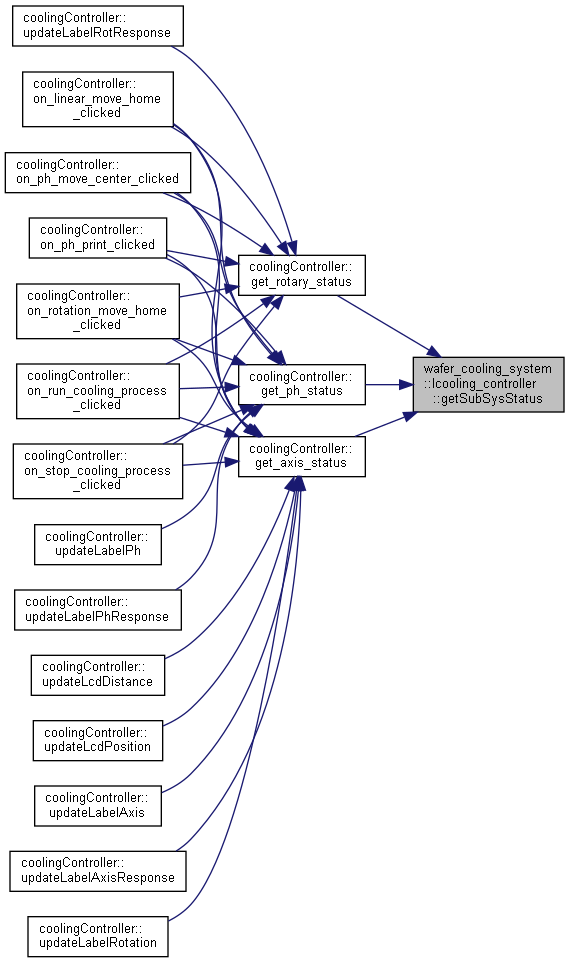 coolingController::
updateLabelRotResponse
coolingController::
on_linear_move_home
_clicked
coolingController::
on_ph_move_center_clicked
coolingController::
on_ph_print_clicked
coolingController::
on_rotation_move_home
_clicked
coolingController::
on_run_cooling_process
_clicked
coolingController::
on_stop_cooling_process
_clicked
coolingController::
updateLabelPh
coolingController::
updateLabelPhResponse
coolingController::
updateLcdDistance
coolingController::
updateLcdPosition
coolingController::
updateLabelAxis
coolingController::
updateLabelAxisResponse
coolingController::
updateLabelRotation
coolingController::
get_rotary_status
coolingController::
get_ph_status
coolingController::
get_axis_status
wafer_cooling_system
::Icooling_controller
::getSubSysStatus